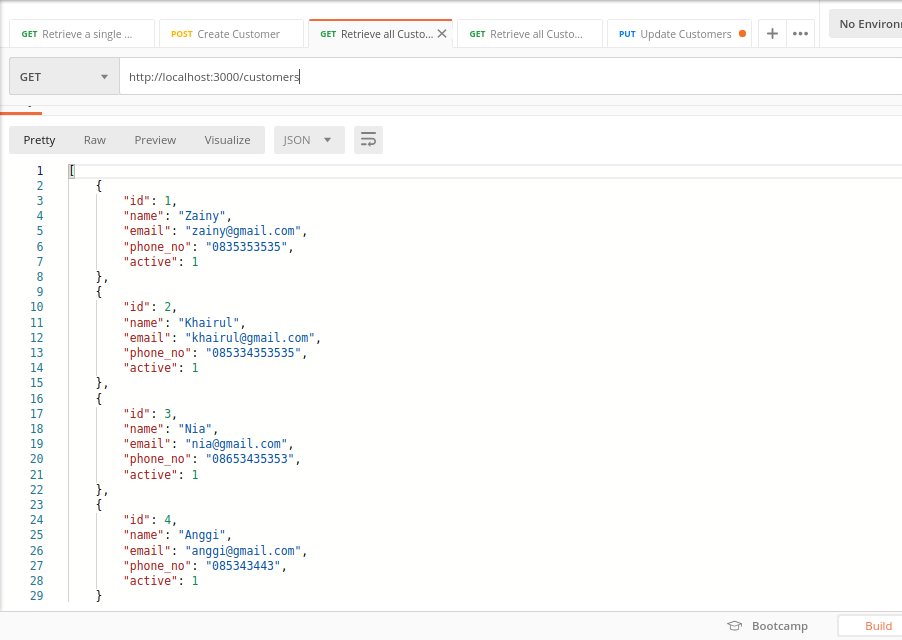 GET Retrieve a single ...
POST Create Customer
GET Retrieve all Custo...
GET Retrieve all Custo...
PUT Update Customers
No Environ
GET
http://localhost:3000/customers
Pretty Raw Preview Visualize JSON
1 [
2 {
3 "id": 1,
4 "name": "Zainy",
5 "email": "zainy@gmail.com",
6 "phone_no": "0835353535",
7 "active": 1
8 },
9 {
10 "id": 2,
11 "name": "Khairul",
12 "email": "khairul@gmail.com",
13 "phone_no": "085334353535",
14 "active": 1
15 },
16 {
17 "id": 3,
18 "name": "Nia",
19 "email": "nia@gmail.com",
20 "phone_no": "08653435353",
21 "active": 1
22 },
23 {
24 "id": 4,
25 "name": "Anggi",
26 "email": "anggi@gmail.com",
27 "phone_no": "085343443",
28 "active": 1
29 }
Bootcamp
Build